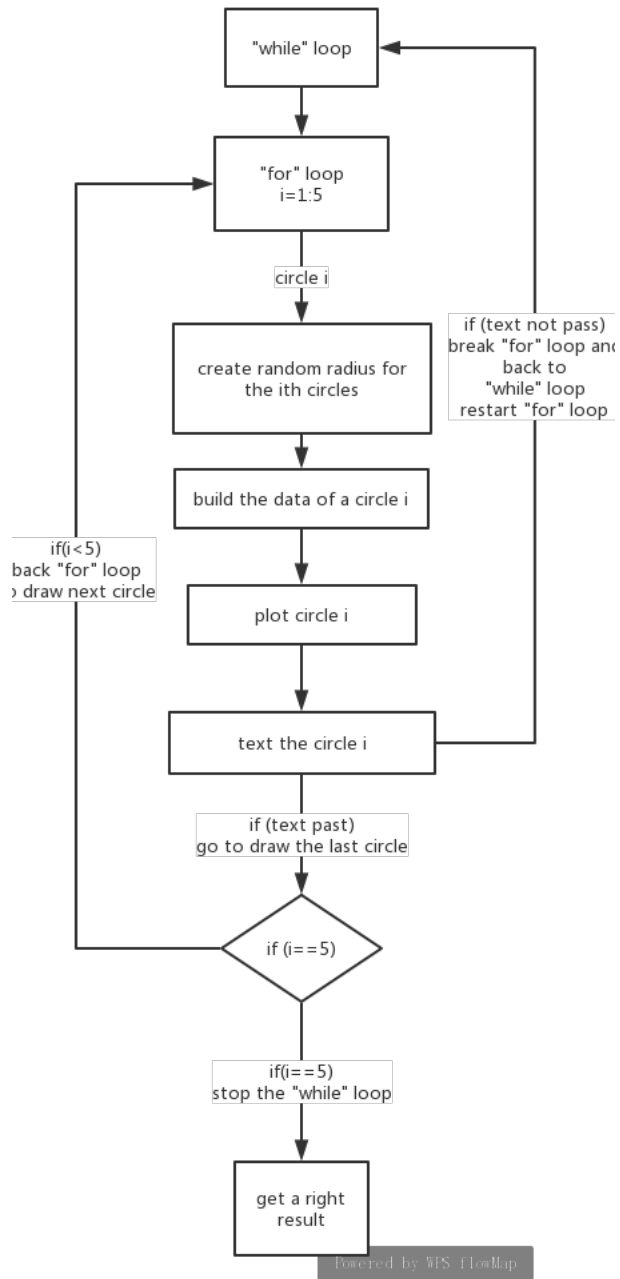 "while" loop
"for" loop
i=1:5
circle i
create random radius for
the ith circles
if (text not pass)
break "for" loop and
back to
"while" loop
restart "for" loop
build the data of a circle i
if(i<5)
back "for" loop
o draw next circle
plot circle i
text the circle i
if (text past)
go to draw the last circle
if (i==5)
if(i==5)
stop the "while" loop
get a right
result
Powered by WPS flowMap